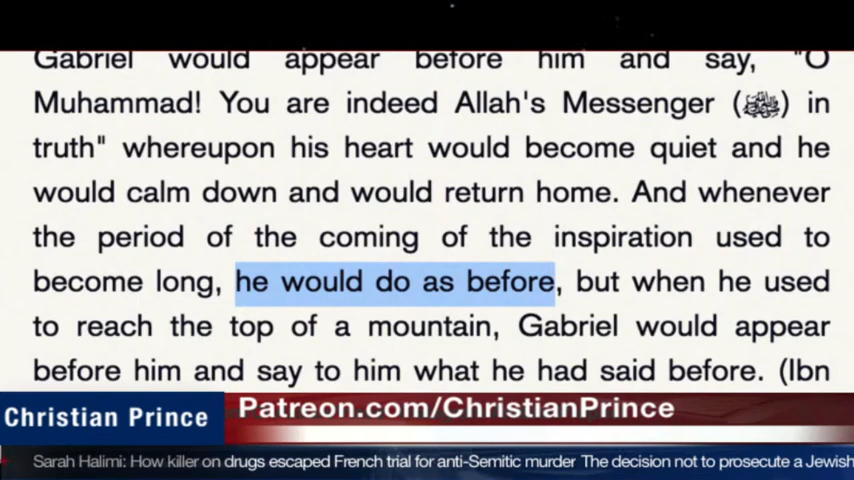 Gabriel would appear before him and say, "O
Muhammad! You are indeed Allah's Messenger (ﷺ) in
truth" whereupon his heart would become quiet and he
would calm down and would return home. And whenever
the period of the coming of the inspiration used to
become long, he would do as before, but when he used
to reach the top of a mountain, Gabriel would appear
before him and say to him what he had said before. (Ibn
Christian Prince
Patreon.com/ChristianPrince
Sarah Halimi: How killer on drugs escaped French trial for anti-Semitic murder The decision not to prosecute a Jewish